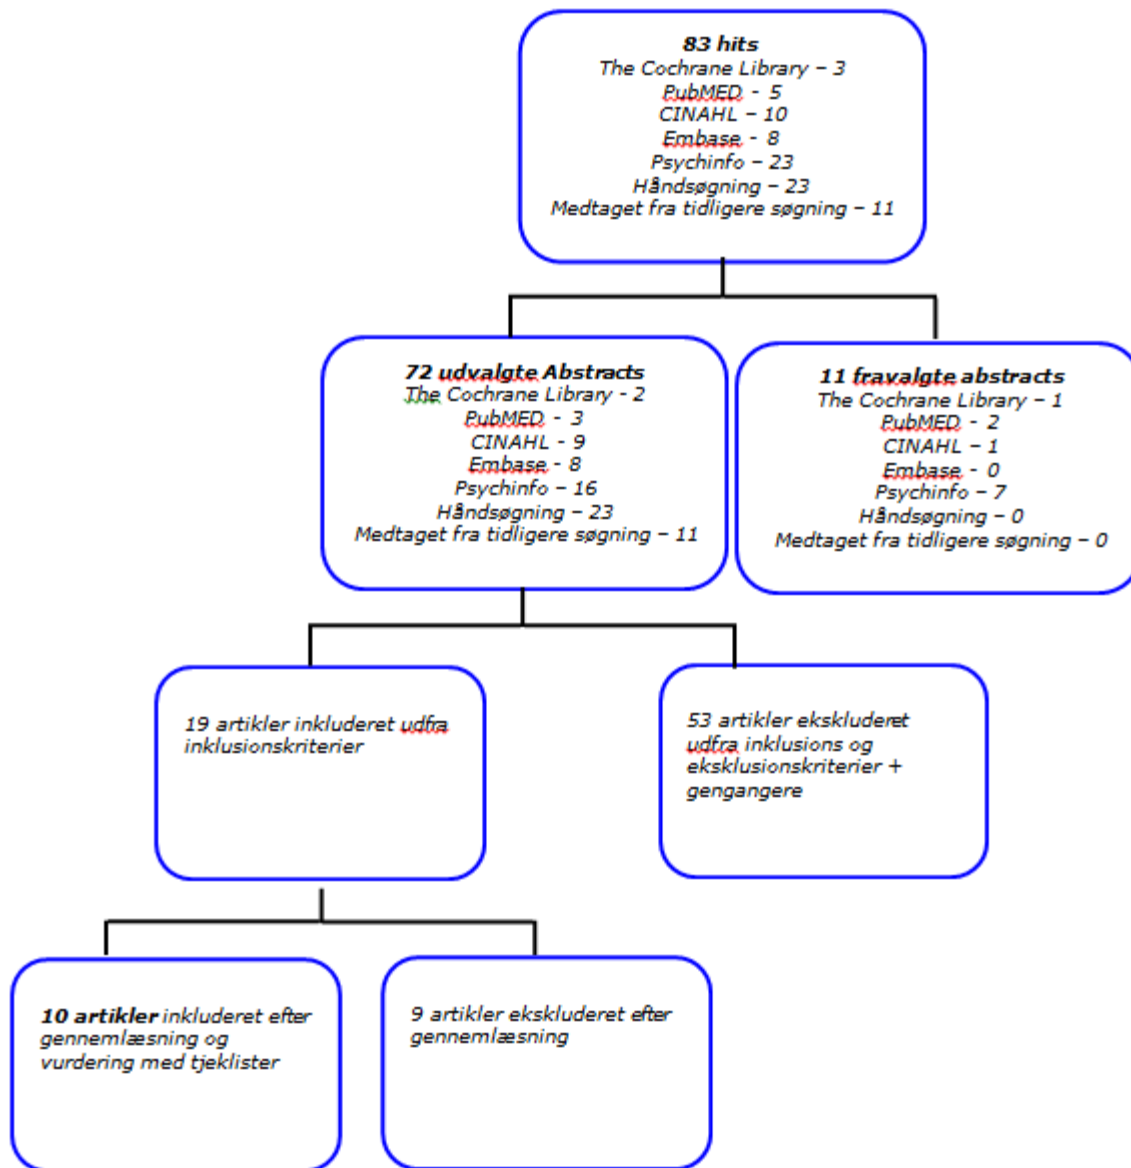 83 hits
The Cochrane Library – 3
PubMED - 5
CINAHL – 10
Embase - 8
Psychinfo – 23
Håndsøgning – 23
Medtaget fra tidligere søgning – 11
72 udvalgte Abstracts
The Cochrane Library - 2
PubMED - 3
CINAHL - 9
Embase - 8
Psychinfo – 16
Håndsøgning – 23
Medtaget fra tidligere søgning – 11
11 fravalgte abstracts
The Cochrane Library – 1
PubMED - 2
CINAHL – 1
Embase - 0
Psychinfo – 7
Håndsøgning – 0
Medtaget fra tidligere søgning – 0
19 artikler inkluderet udfra
inklusionskriterier
53 artikler ekskluderet
udfra inklusions og
eksklusionskriterier +
gengangere
10 artikler inkluderet efter
gennemlæsning og
vurdering med tjeklister
9 artikler ekskluderet efter
gennemlæsning